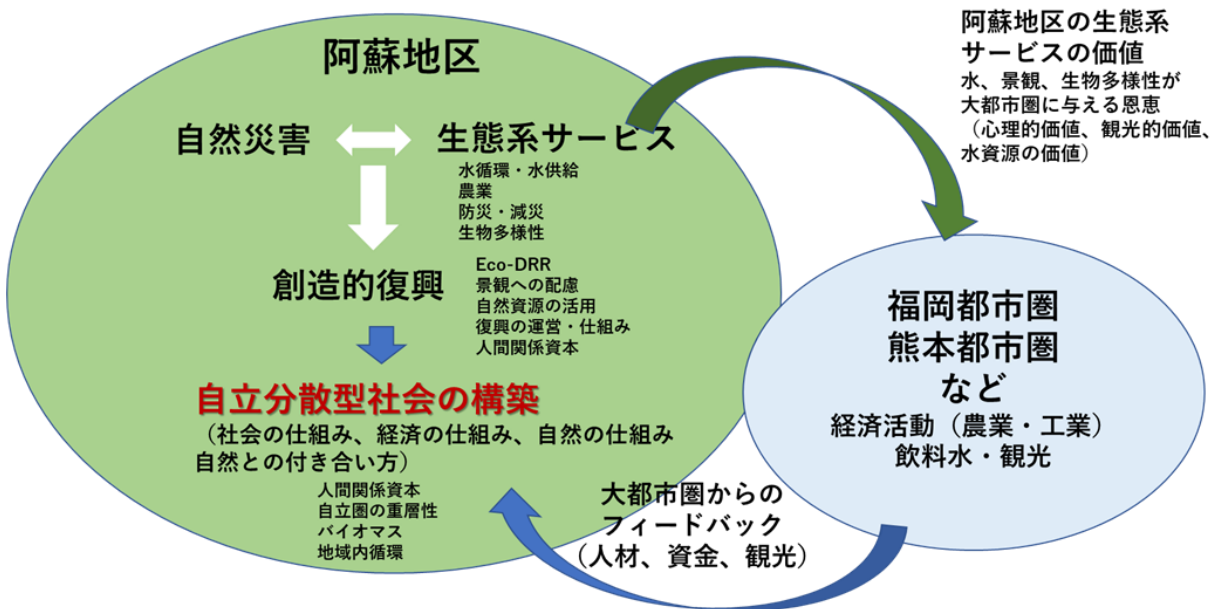 阿蘇地区
自然災害
生態系サービス
水循環・水供給
農業
防災・減災
生物多様性
創造的復興
Eco-DRR
景観への配慮
自然資源の活用
復興の運営・仕組み
人間関係資本
自立分散型社会の構築
（社会の仕組み、経済の仕組み、自然の仕組み
自然との付き合い方）
人間関係資本
自立圏の重層性
バイオマス
地域内循環
阿蘇地区の生態系
サービスの価値
水、景観、生物多様性が
大都市圏に与える恩恵
（心理的価値、観光的価値、
水資源の価値）
福岡都市圏
熊本都市圏
など
経済活動（農業・工業）
飲料水・観光
大都市圏からの
フィードバック
（人材、資金、観光）